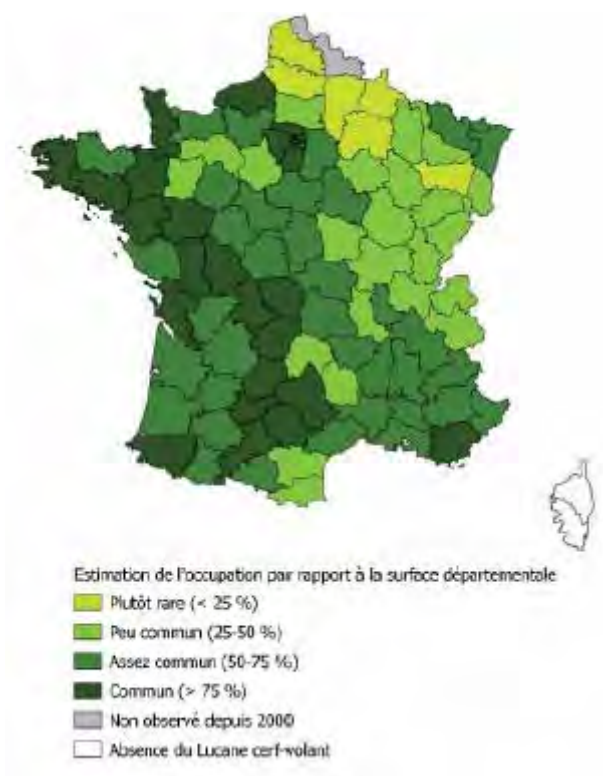 Estimation de l'occupation par rapport à la surface départementale
Plutôt rare (< 25 %)
Peu commun (25-50 %)
Assez commun (50-75 %)
Commun (> 75 %)
Non observé depuis 2000
Absence du Lucane cerf-volant